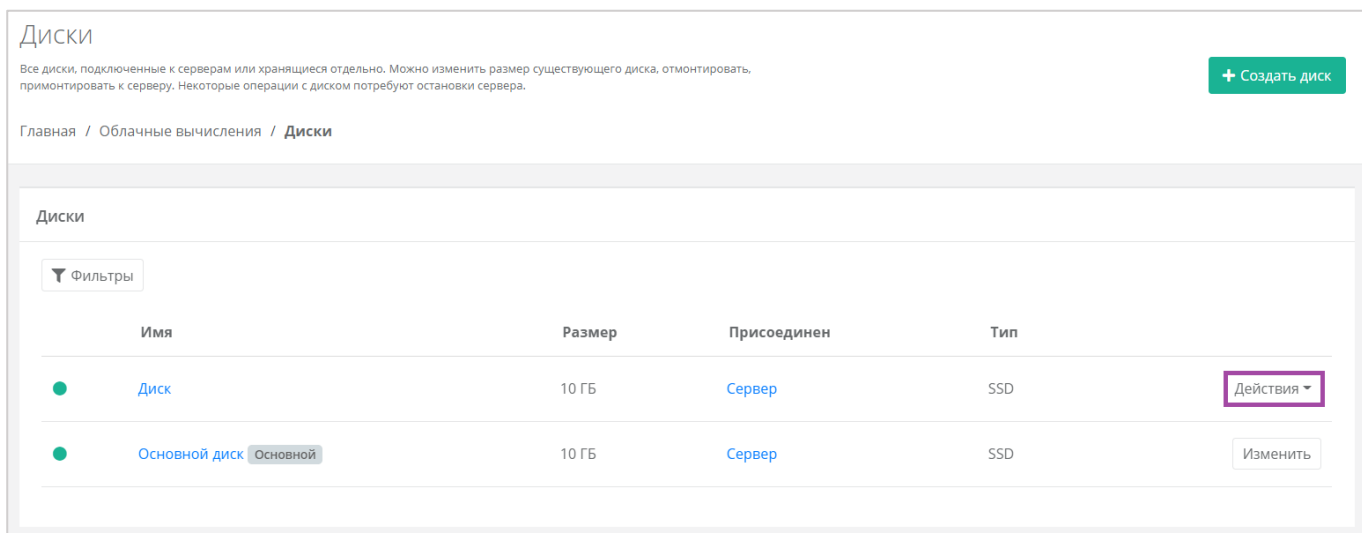 Диски
Все диски, подключенные к серверам или хранящиеся отдельно. Можно изменить размер существующего диска, отмонтировать,
примонтировать к серверу. Некоторые операции с диском потребуют остановки сервера.
Создать диск
Главная / Облачные вычисления / Диски
Диски
Фильтры
Имя Размер Присоединен Тип
Диск 10 ГБ Сервер SSD Действия
Основной диск Основной 10 ГБ Сервер SSD Изменить